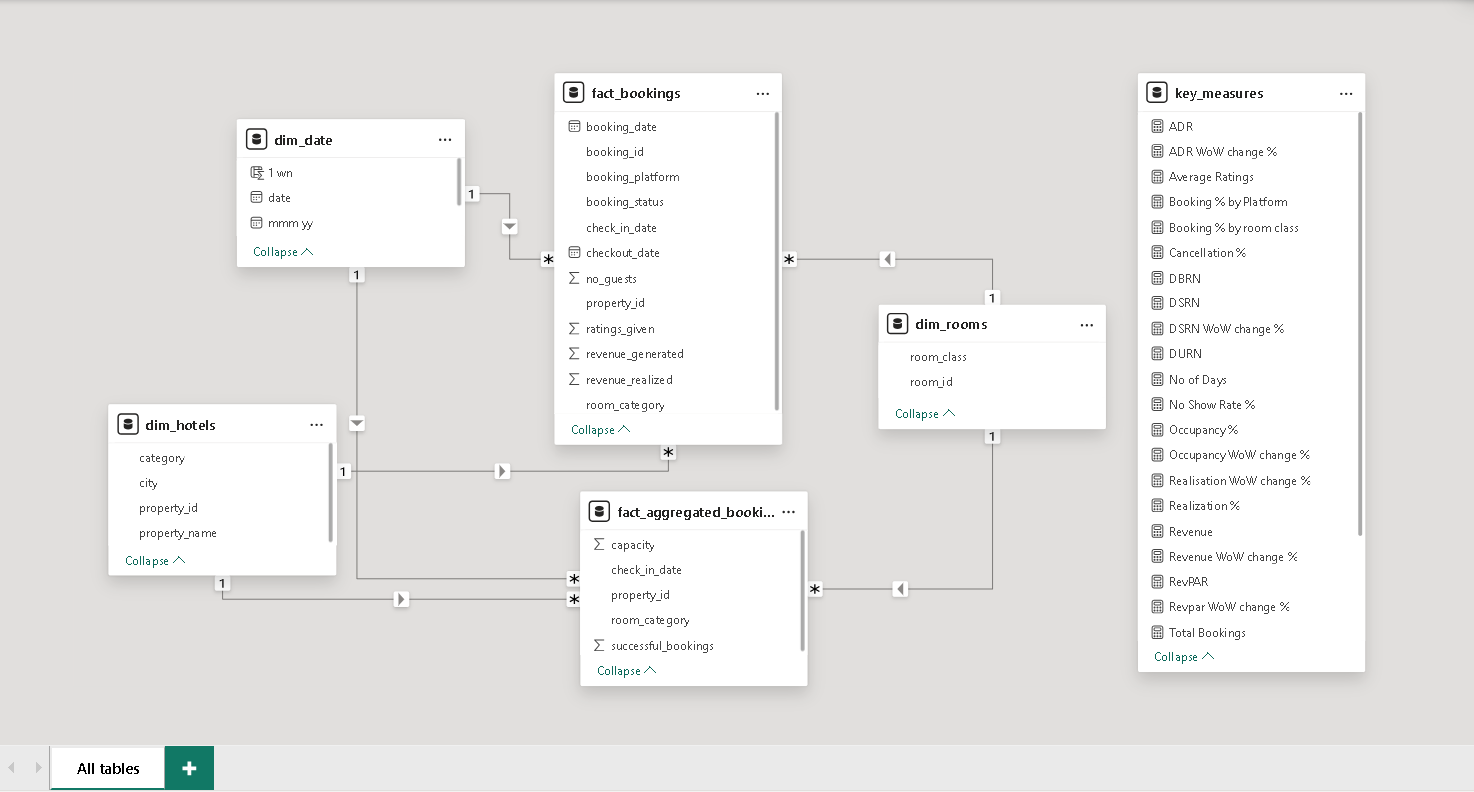 dim_date
1 wn
date
mmm yy
Collapse
1
1
fact_bookings
booking_date
booking_id
booking_platform
booking_status
check_in_date
checkout_date
no_guests
property_id
ratings_given
revenue_generated
revenue_realized
room_category
Collapse
*
*
*
dim_rooms
room_class
room_id
Collapse
1
1
dim_hotels
category
city
property_id
property_name
Collapse
1
1
fact_aggregated_booki...
capacity
check_in_date
property_id
room_category
successful_bookings
Collapse
*
*
*
key_measures
ADR
ADR WoW change %
Average Ratings
Booking % by Platform
Booking % by room class
Cancellation %
DBRN
DSRN
DSRN WoW change %
DURN
No of Days
No Show Rate %
Occupancy %
Occupancy WoW change %
Realisation WoW change %
Realization %
Revenue
Revenue WoW change %
RevPAR
Revpar WoW change %
Total Bookings
Collapse
All tables
+